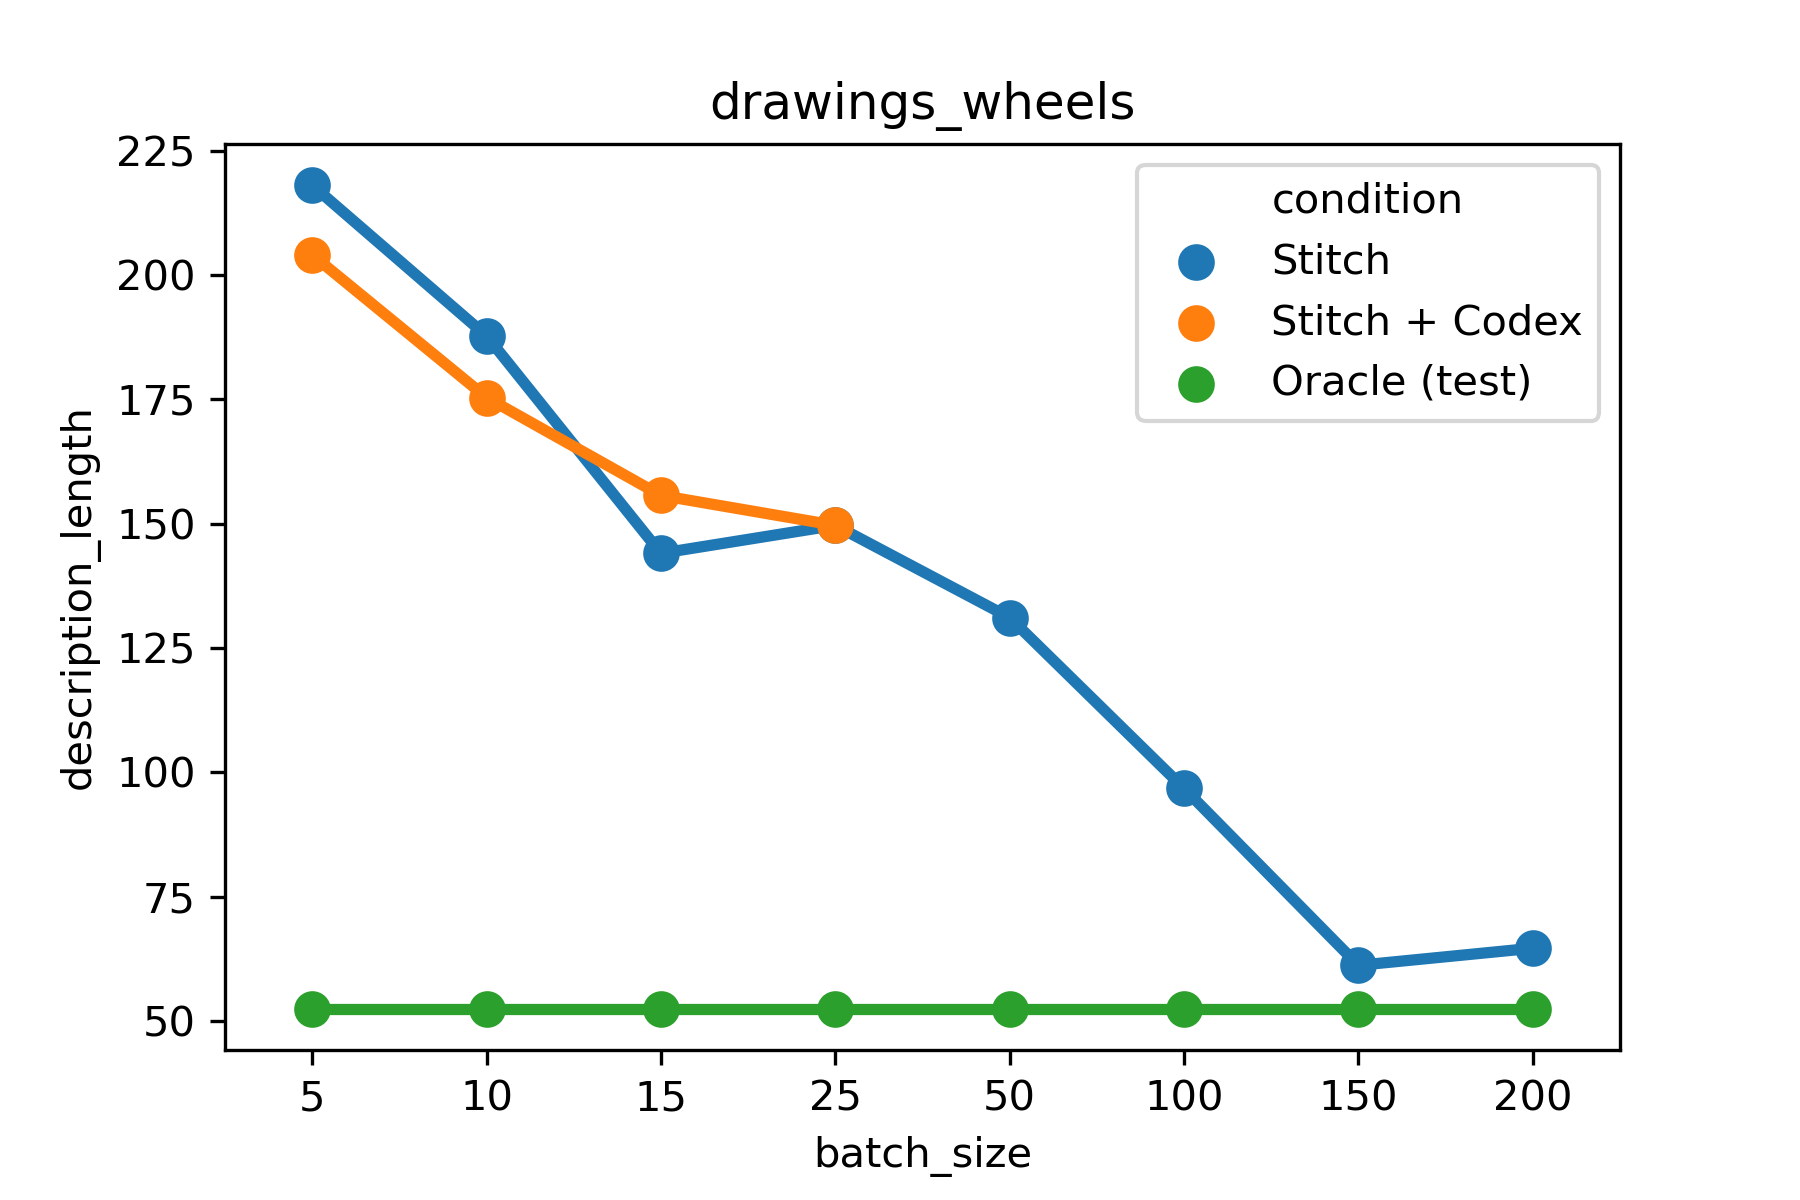 drawings_wheels
225
200
175
150
125
100
75
50
description_length
condition
Stitch
Stitch + Codex
Oracle (test)
5 10 15 25 50 100 150 200
batch_size